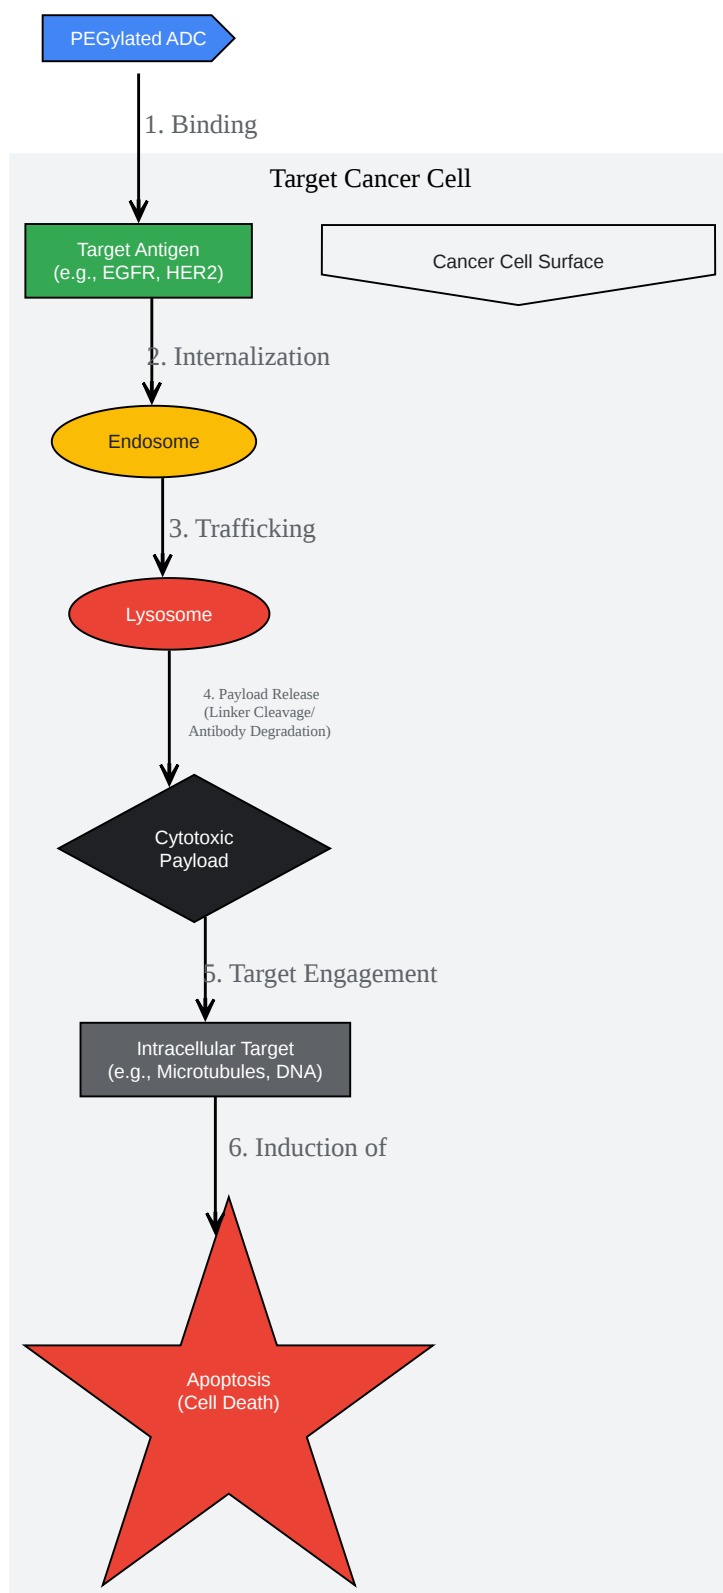 PEGylated ADC
1. Binding
Target Cancer Cell
Target Antigen
(e.g., EGFR, HER2)
Cancer Cell Surface
2. Internalization
Endosome
3. Trafficking
Lysosome
4. Payload Release
(Linker Cleavage/
Antibody Degradation)
Cytotoxic
Payload
5. Target Engagement
Intracellular Target
(e.g., Microtubules, DNA)
6. Induction of
Apoptosis
(Cell Death)